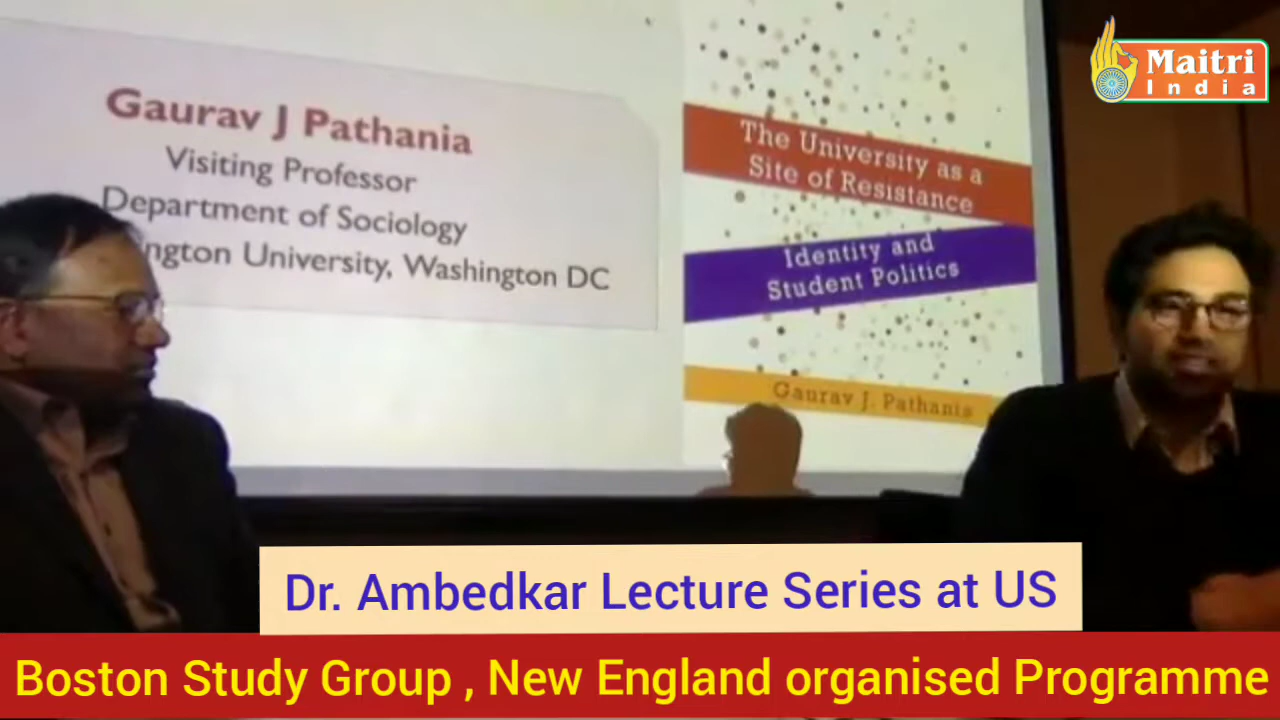 Maitri
India
Gaurav J Pathania
Visiting Professor
Department of Sociology
ngton University, Washington DC
The University as a
Site of Resistance
Identity and
Student Politics
Gaurav J. Pathania
Dr. Ambedkar Lecture Series at US
Boston Study Group , New England organised Programme